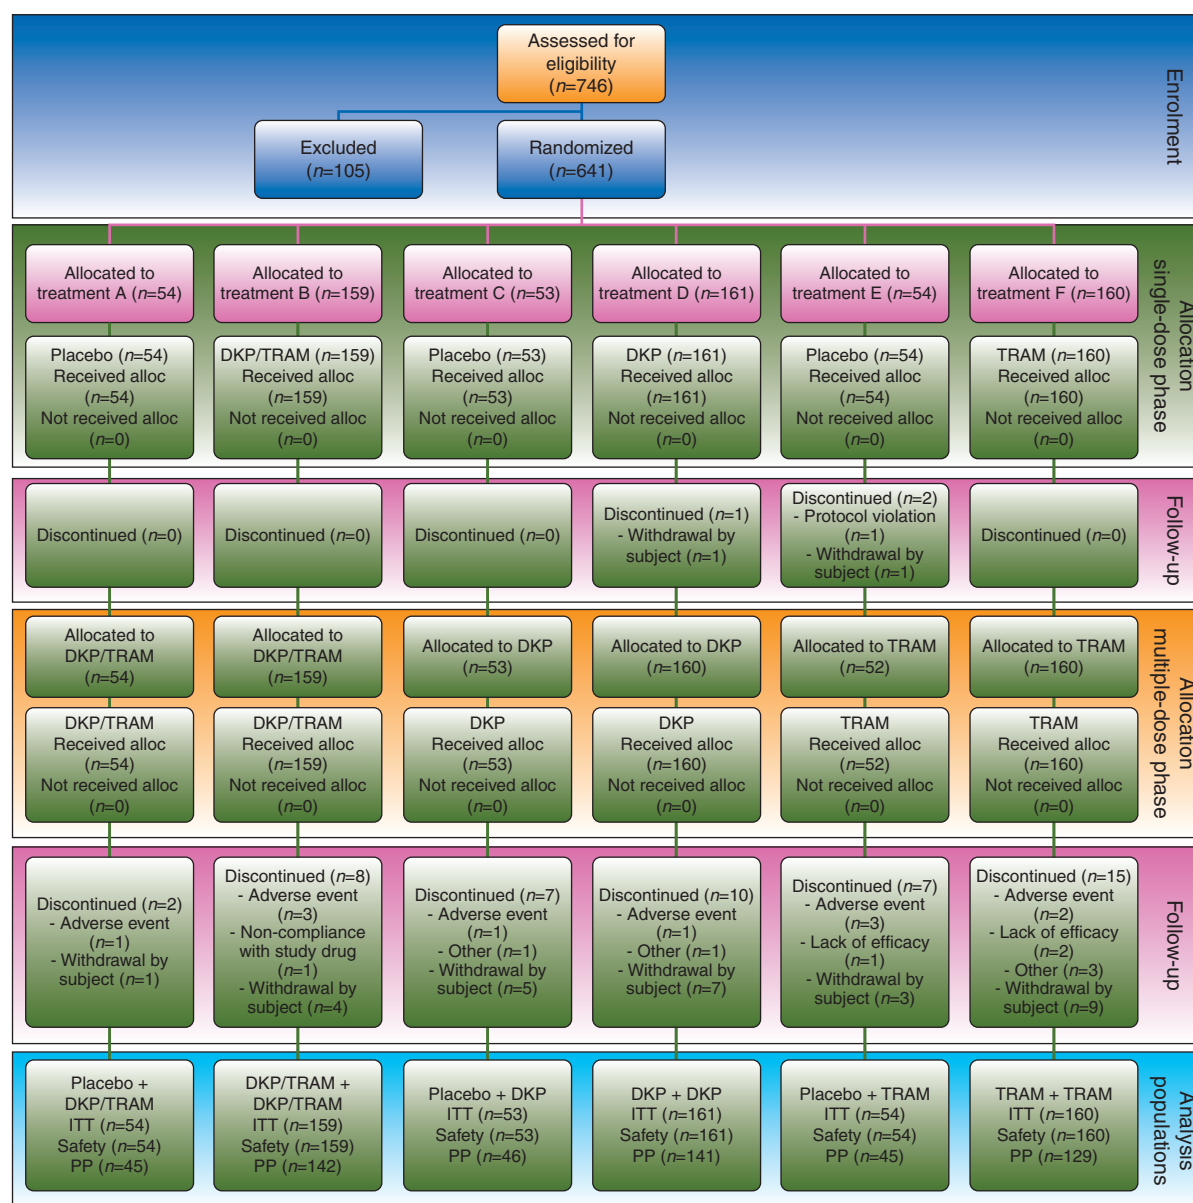 Assessed for
eligibility
(n=746)
Enrolment
Excluded
(n=105)
Randomized
(n=641)
Allocation
single-dose phase
Allocated to
treatment A (n=54)
Allocated to
treatment B (n=159)
Allocated to
treatment C (n=53)
Allocated to
treatment D (n=161)
Allocated to
treatment E (n=54)
Allocated to
treatment F (n=160)
Placebo (n=54)
Received alloc
(n=54)
Not received alloc
(n=0)
DKP/TRAM (n=159)
Received alloc
(n=159)
Not received alloc
(n=0)
Placebo (n=53)
Received alloc
(n=53)
Not received alloc
(n=0)
DKP (n=161)
Received alloc
(n=161)
Not received alloc
(n=0)
Placebo (n=54)
Received alloc
(n=54)
Not received alloc
(n=0)
TRAM (n=160)
Received alloc
(n=160)
Not received alloc
(n=0)
Follow-up
Discontinued (n=0)
Discontinued (n=0)
Discontinued (n=0)
Discontinued (n=1)
- Withdrawal by
subject (n=1)
Discontinued (n=2)
- Protocol violation
(n=1)
- Withdrawal by
subject (n=1)
Discontinued (n=0)
Allocation
multiple-dose phase
Allocated to
DKP/TRAM
(n=54)
Allocated to
DKP/TRAM
(n=159)
Allocated to DKP
(n=53)
Allocated to DKP
(n=160)
Allocated to TRAM
(n=52)
Allocated to TRAM
(n=160)
DKP/TRAM
Received alloc
(n=54)
Not received alloc
(n=0)
DKP/TRAM
Received alloc
(n=159)
Not received alloc
(n=0)
DKP
Received alloc
(n=53)
Not received alloc
(n=0)
DKP
Received alloc
(n=160)
Not received alloc
(n=0)
TRAM
Received alloc
(n=52)
Not received alloc
(n=0)
TRAM
Received alloc
(n=160)
Not received alloc
(n=0)
Follow-up
Discontinued (n=2)
- Adverse event
(n=1)
- Withdrawal by
subject (n=1)
Discontinued (n=8)
- Adverse event
(n=3)
- Non-compliance
with study drug
(n=1)
- Withdrawal by
subject (n=4)
Discontinued (n=7)
- Adverse event
(n=1)
- Other (n=1)
- Withdrawal by
subject (n=5)
Discontinued (n=10)
- Adverse event
(n=1)
- Other (n=1)
- Withdrawal by
subject (n=7)
Discontinued (n=7)
- Adverse event
(n=3)
- Lack of efficacy
(n=1)
- Withdrawal by
subject (n=3)
Discontinued (n=15)
- Adverse event
(n=2)
- Lack of efficacy
(n=2)
- Other (n=3)
- Withdrawal by
subject (n=9)
Analysis
populations
Placebo +
DKP/TRAM
ITT (n=54)
Safety (n=54)
PP (n=45)
DKP/TRAM +
DKP/TRAM
ITT (n=159)
Safety (n=159)
PP (n=142)
Placebo + DKP
ITT (n=53)
Safety (n=53)
PP (n=46)
DKP + DKP
ITT (n=161)
Safety (n=161)
PP (n=141)
Placebo + TRAM
ITT (n=54)
Safety (n=54)
PP (n=45)
TRAM + TRAM
ITT (n=160)
Safety (n=160)
PP (n=129)